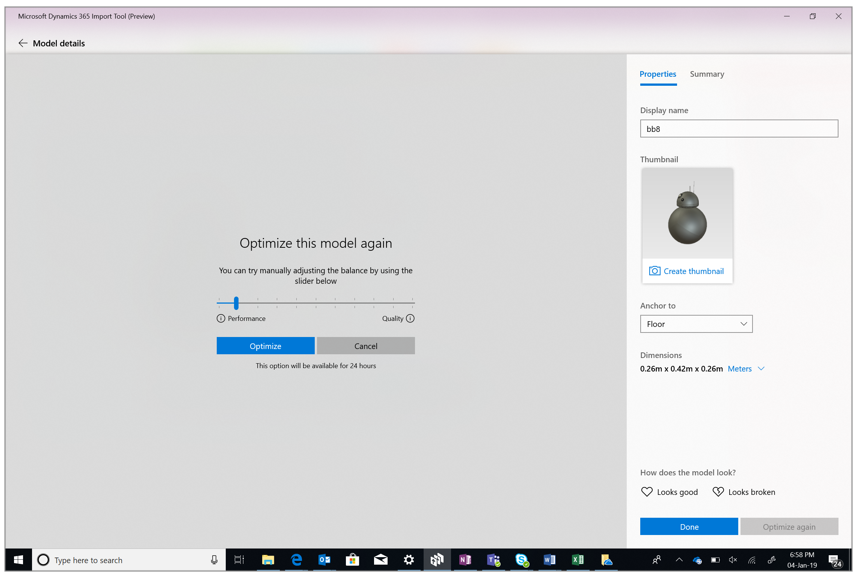 Microsoft Dynamics 365 Import Tool (Preview)
Model details
Optimize this model again
You can try manually adjusting the balance by using the
slider below
Performance
Quality
Optimize
Cancel
This option will be available for 24 hours
Properties
Summary
Display name
bb8
Thumbnail
Create thumbnail
Anchor to
Floor
Dimensions
0.26m x 0.42m x 0.26m Meters
How does the model look?
Looks good
Looks broken
Done
Optimize again
Type here to search
6:58 PM
04-Jan-19
24